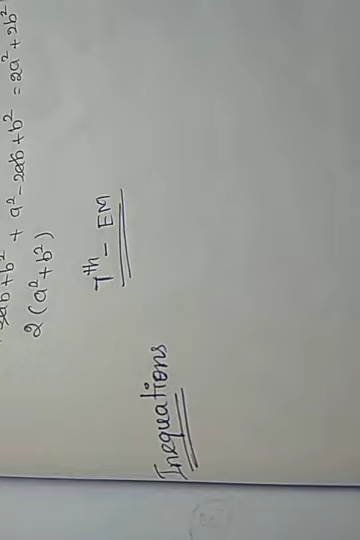 2ab + b² + a² - 2ab + b² = 2a² + 2b²
2 (a² + b²)
7th - EM
Inequations